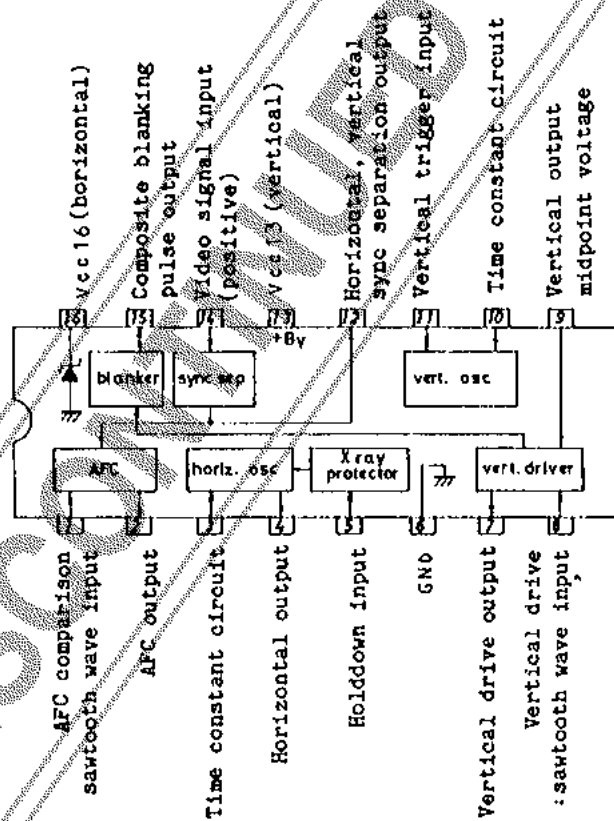 Vcc16(horizontal)
Composite blanking
pulse output
Video signal input
(positive)
Vcc13(vertical)
Horizontal, vertical
sync separation output
Vertical trigger input
Time constant circuit
Vertical output
midpoint voltage
16
15
14
13
12
11
10
9
+Bv
blanker
sync sep
vert. osc
AFC
horiz. osc
X ray
protector
vert. driver
1
2
3
4
5
6
7
8
AFC comparison
sawtooth wave input
AFC output
Time constant circuit
Horizontal output
Holddown input
GND
Vertical drive output
Vertical drive
:sawtooth wave input